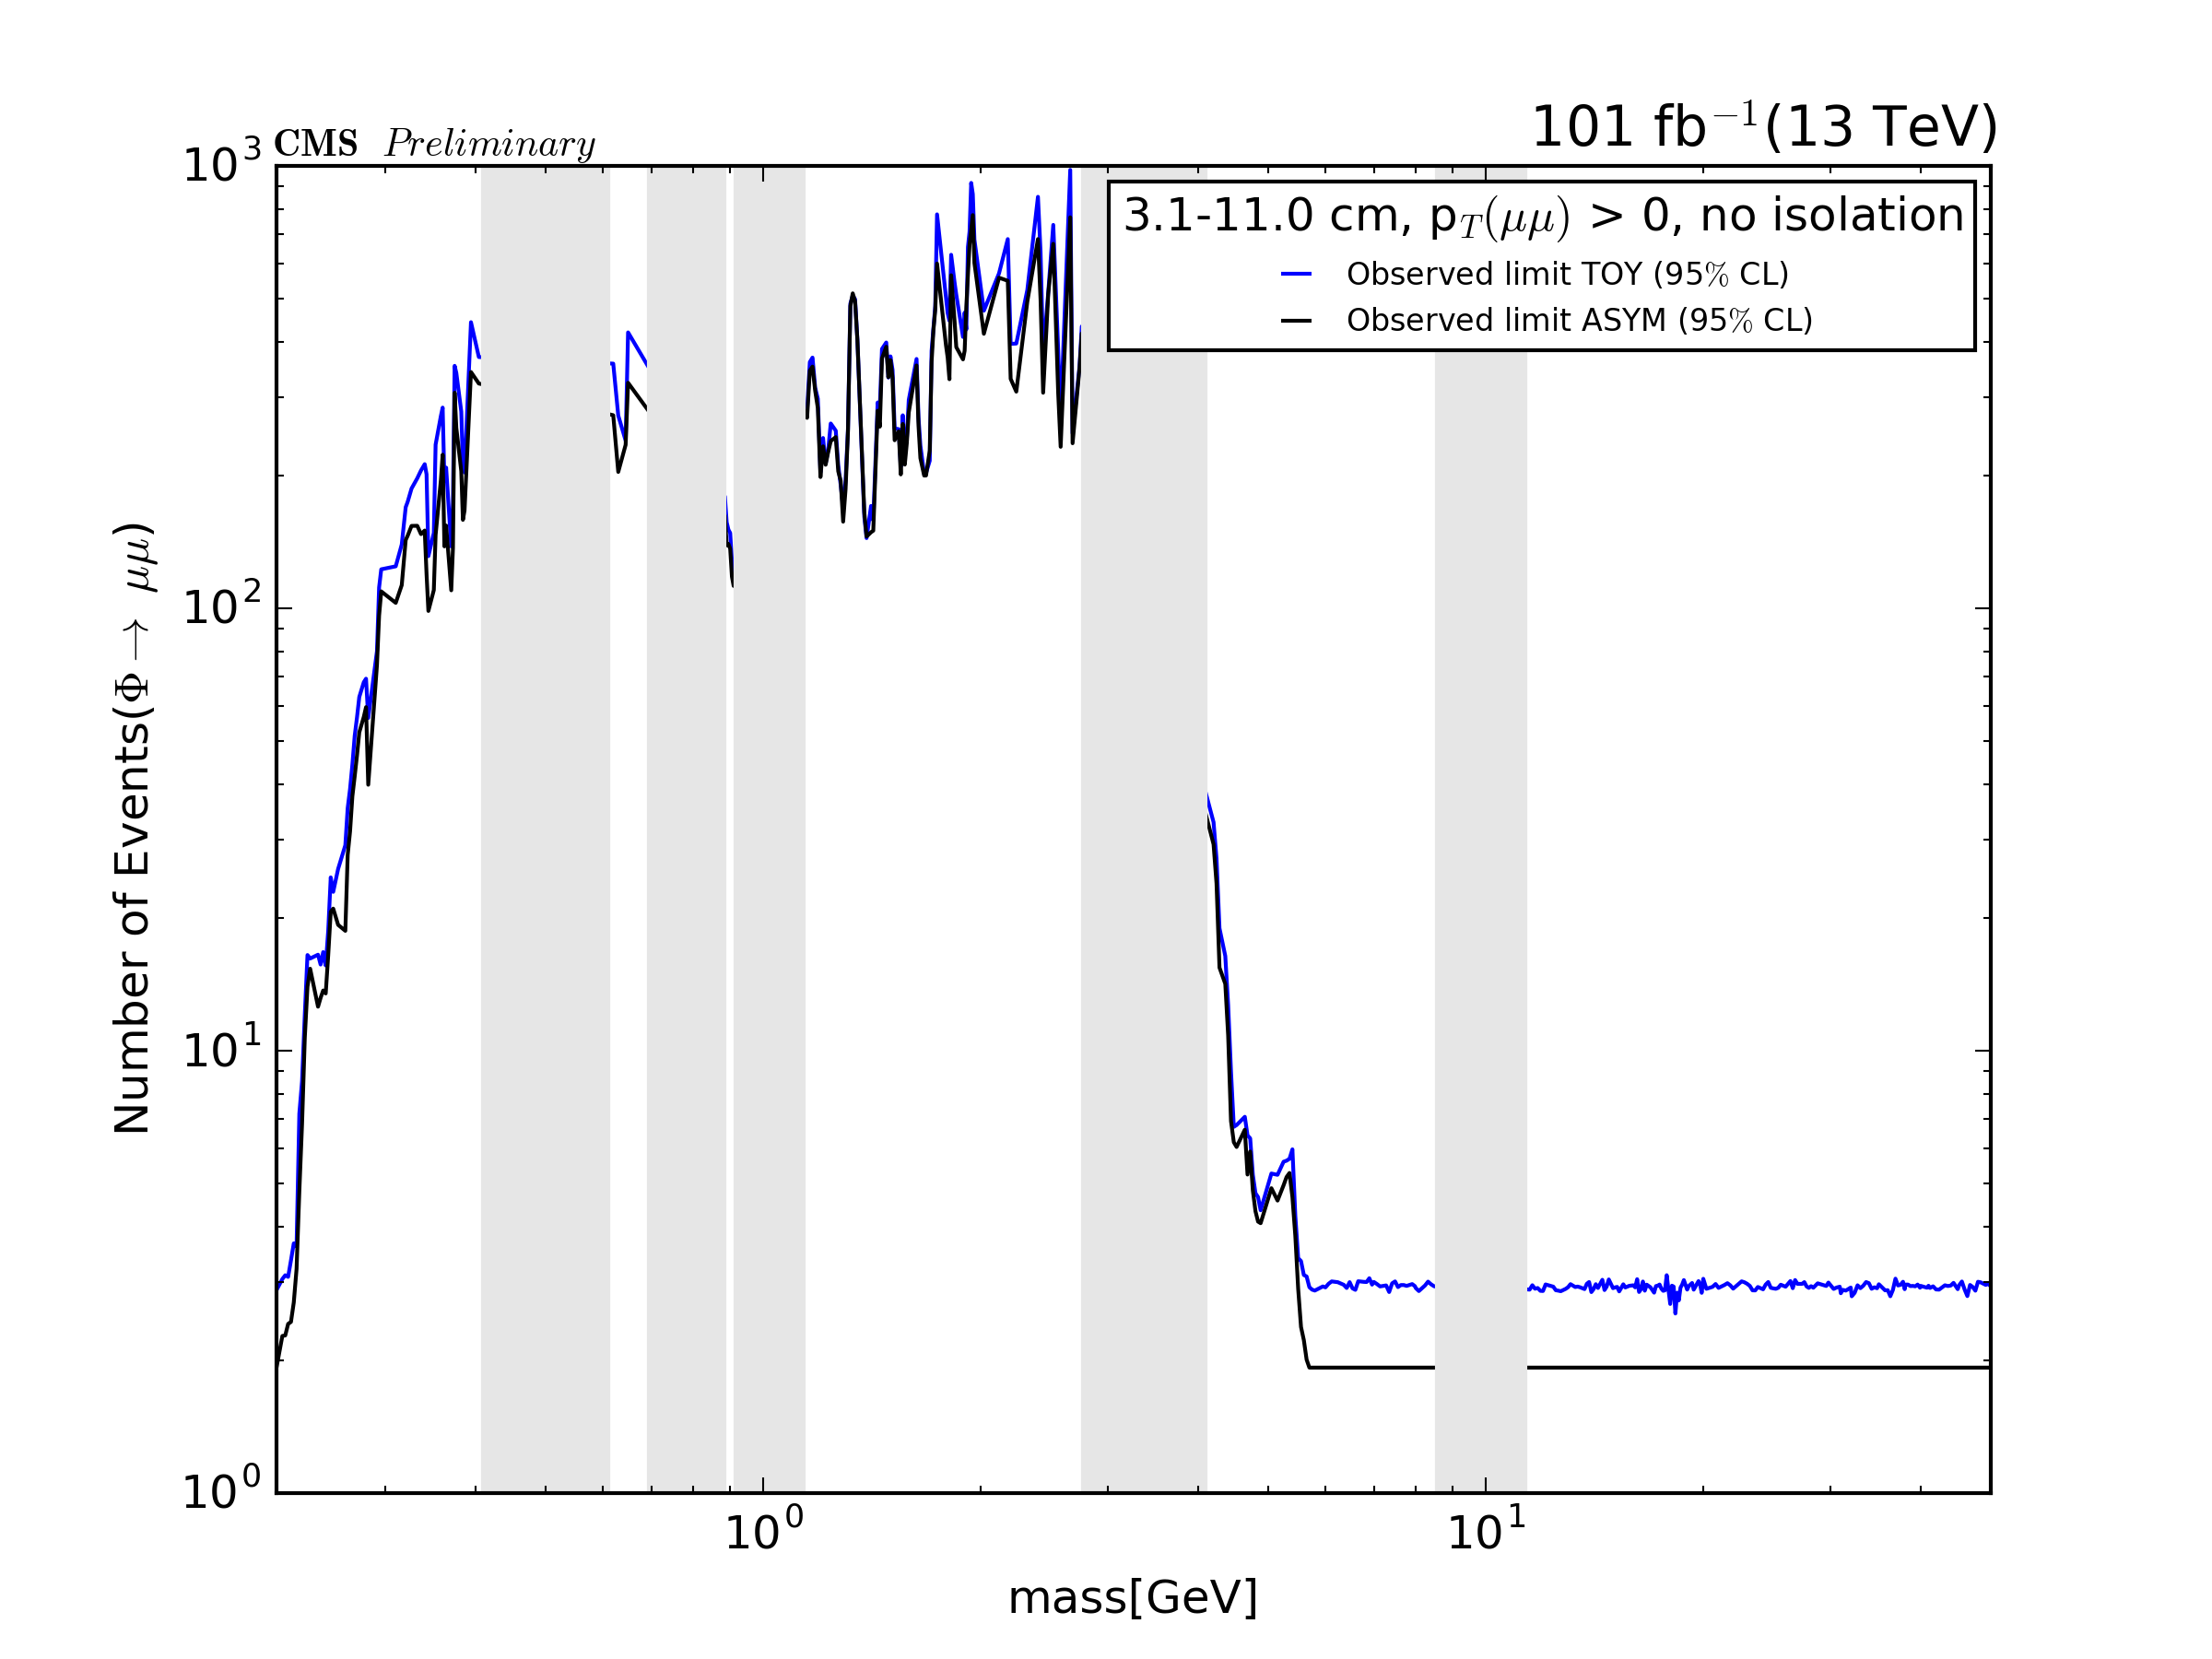 101 fb⁻¹(13 TeV)
CMS Preliminary
3.1-11.0 cm, p_T(μμ) > 0, no isolation
Observed limit TOY (95% CL)
Observed limit ASYM (95% CL)
Number of Events(Φ → μμ)
10³
10²
10¹
10⁰
10⁰ 10¹
mass[GeV]